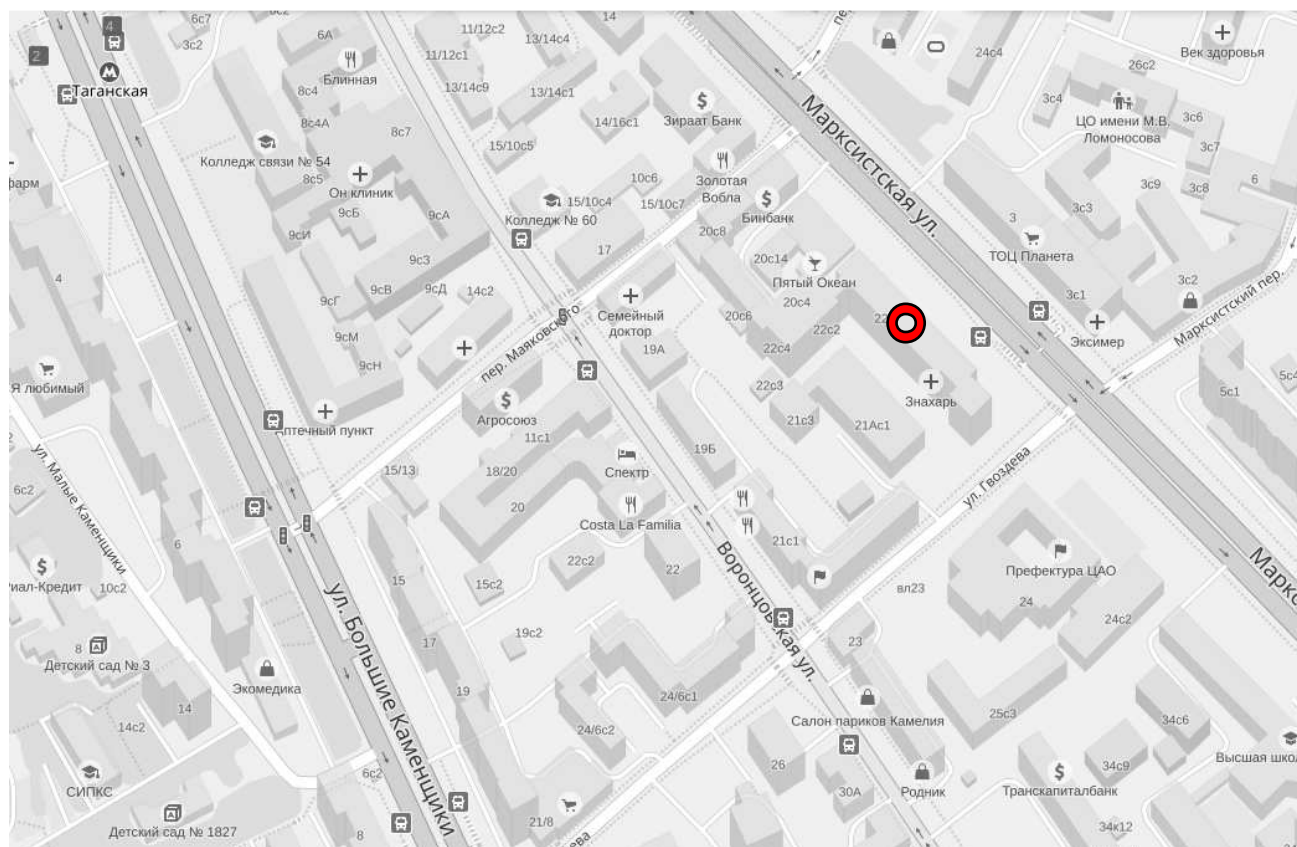 6с7
6с2
14
11/12с2
4
6А
3с2
13/14с4
24с4
Век здоровья
2
Блинная
11/12с1
26с2
Таганская
8с4
13/14с9
13/14с1
Марксистская ул.
3с4
8с4А
Зираат Банк
14/16с1
ЦО имени М.В.
Ломоносова
3с6
8с7
Колледж связи № 54
15/10с5
3с7
8с5
Он клиник
10с6
Золотая
Вобла
3с9
3с8
6
9сБ
9сА
15/10с4
15/10с7
3с3
Колледж № 60
Бинбанк
3
9сИ
20с8
17
ТОЦ Планета
9с3
20с14
4
Пятый Океан
3с2
9сГ
9сВ
9сД
14с2
20с4
3с1
Марксистский пер.
пер. Маяковского
Семейный
доктор
20с6
22с2
Эксимер
9сМ
19А
22с4
9сН
Я любимый
22с3
5с1
5с4
Агросоюз
Знахарь
Аптечный пункт
21с3
21Ас1
11с1
19Б
ул. Малые Каменщики
15/13
18/20
Спектр
ул. Гвоздева
6с2
20
Costa La Familia
6
21с1
Воронцовская ул.
22с2
22
Префектура ЦАО
15
15с2
10с2
вл23
24
ул. Большие Каменщики
24с2
19с2
17
23
8
Детский сад № 3
Экомедика
19
24/6с1
14
25с3
Салон париков Камелия
34с6
14с2
24/6с2
26
34с9
6с2
СИПКС
30А
Родник
Транскапиталбанк
21/8
Детский сад № 1827
8
34к12